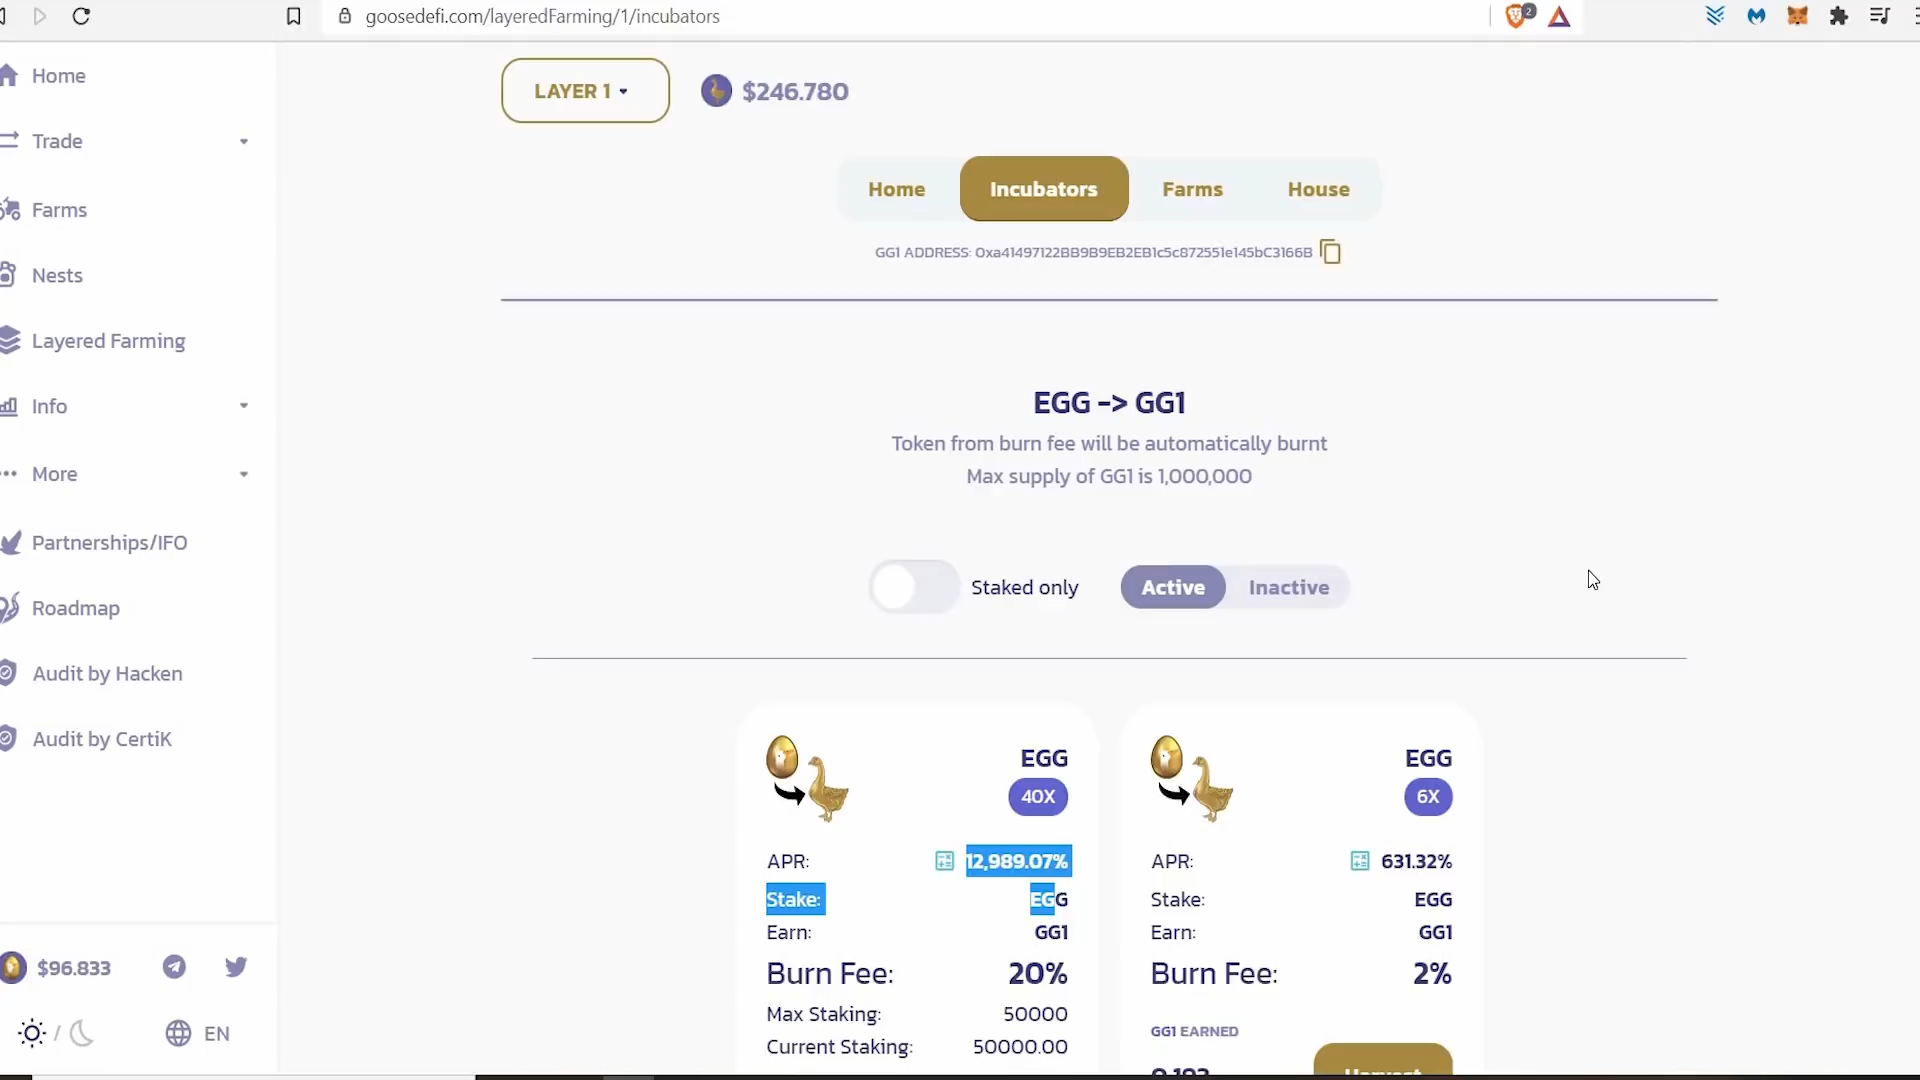 goosedefi.com/layeredFarming/1/incubators
2
Home
Trade
Farms
Nests
Layered Farming
Info
More
Partnerships/IFO
Roadmap
Audit by Hacken
Audit by CertiK
$96.833
/
EN
LAYER 1
$246.780
Home
Incubators
Farms
House
GG1 ADDRESS: 0xa41497122BB9B9EB2EB1c5c872551e145bC3166B
EGG -> GG1
Token from burn fee will be automatically burnt
Max supply of GG1 is 1,000,000
Staked only
Active
Inactive
EGG
40X
APR: 12,989.07%
Stake: EGG
Earn: GG1
Burn Fee: 20%
Max Staking: 50000
Current Staking: 50000.00
EGG
6X
APR: 631.32%
Stake: EGG
Earn: GG1
Burn Fee: 2%
GG1 EARNED
0.193
Harvest